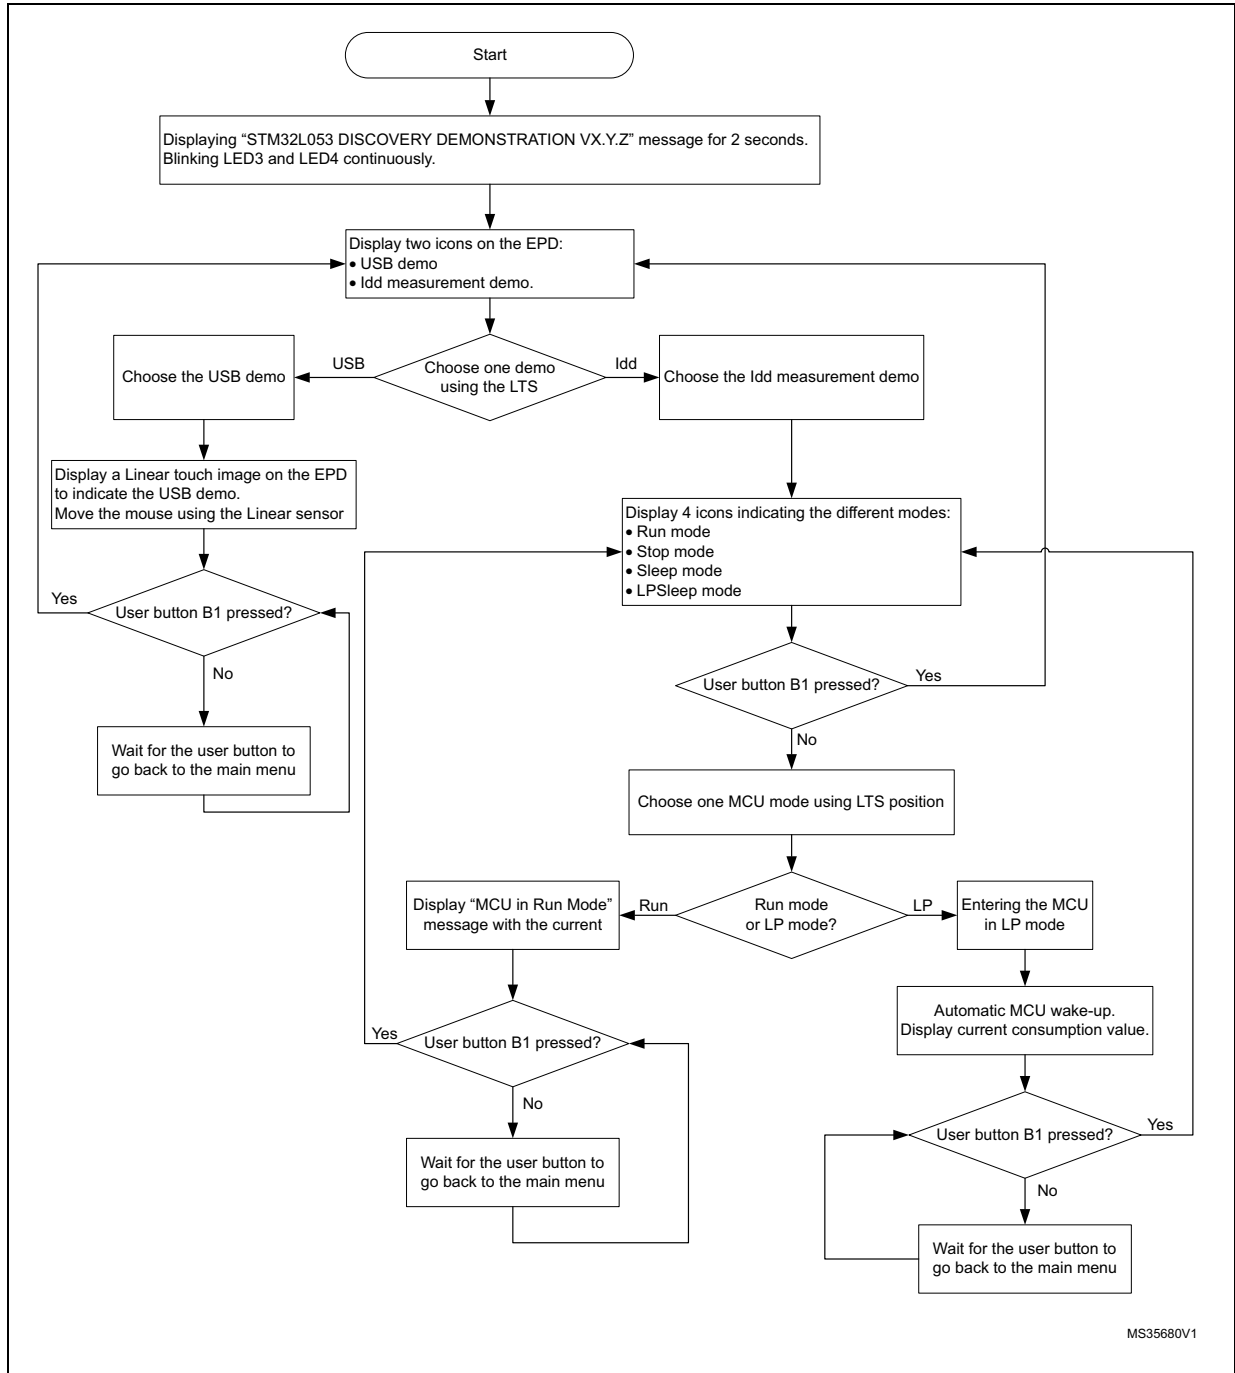 Start
Displaying “STM32L053 DISCOVERY DEMONSTRATION VX.Y.Z” message for 2 seconds.
Blinking LED3 and LED4 continuously.
Display two icons on the EPD:
• USB demo
• Idd measurement demo.
USB
Choose one demo
using the LTS
Idd
Choose the USB demo
Choose the Idd measurement demo
Display a Linear touch image on the EPD
to indicate the USB demo.
Move the mouse using the Linear sensor
Display 4 icons indicating the different modes:
• Run mode
• Stop mode
• Sleep mode
• LPSleep mode
Yes
User button B1 pressed?
No
Wait for the user button to
go back to the main menu
User button B1 pressed?
Yes
No
Choose one MCU mode using LTS position
Display “MCU in Run Mode”
message with the current
Run
Run mode
or LP mode?
LP
Entering the MCU
in LP mode
Automatic MCU wake-up.
Display current consumption value.
Yes
User button B1 pressed?
No
Wait for the user button to
go back to the main menu
User button B1 pressed?
Yes
No
Wait for the user button to
go back to the main menu
MS35680V1